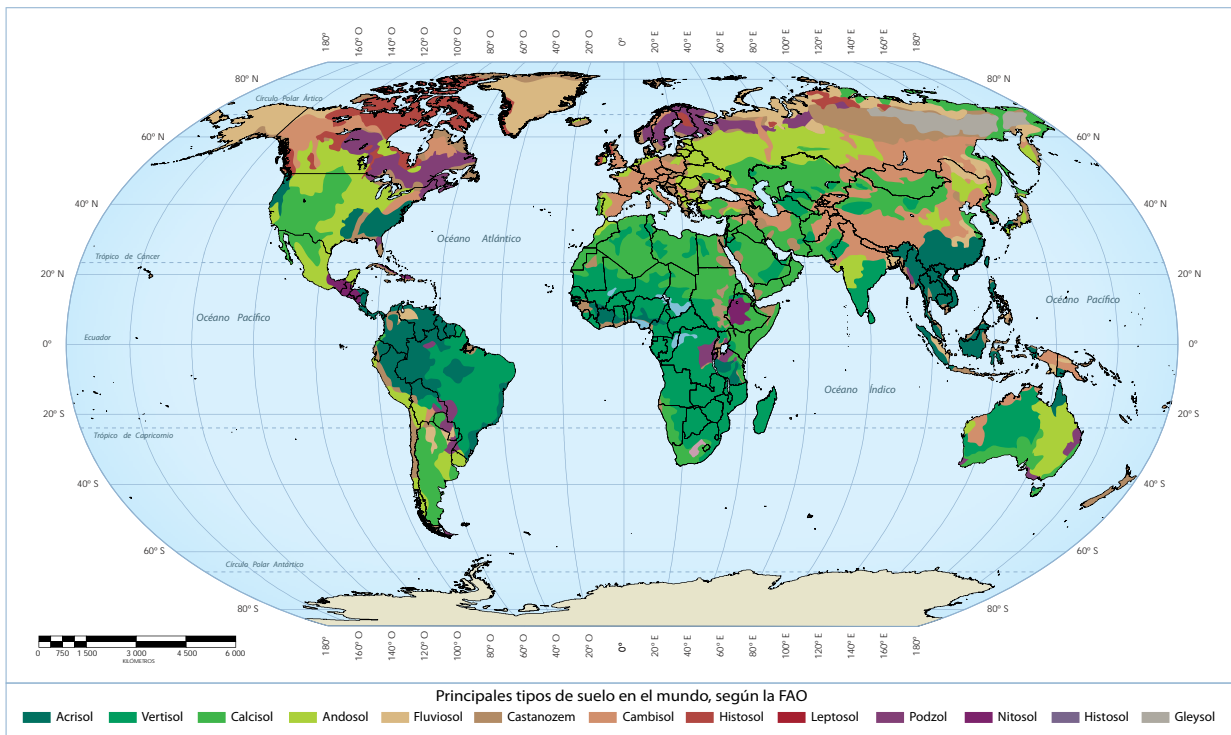 180° 160° O 140° O 120° O 100° O 80° O 60° O 40° O 20° O 0° 20° E 40° E 60° E 80° E 100° E 120° E 140° E 160° E 180°
80° N 80° N
Círculo Polar Ártico
60° N 60° N
40° N 40° N
Océano Atlántico
Trópico de Cáncer
20° N 20° N
Océano Pacífico Océano Pacífico
Ecuador
0° 0°
Océano Índico
20° S 20° S
Trópico de Capricornio
40° S 40° S
60° S 60° S
Círculo Polar Antártico
80° S 80° S
0 750 1 500 3 000 4 500 6 000
KILÓMETROS
180° 160° O 140° O 120° O 100° O 80° O 60° O 40° O 20° O 0° 20° E 40° E 60° E 80° E 100° E 120° E 140° E 160° E 180°
Principales tipos de suelo en el mundo, según la FAO
Acrisol Vertisol Calcisol Andosol Fluviosol Castanozem Cambisol Histosol Leptosol Podzol Nitosol Histosol Gleysol